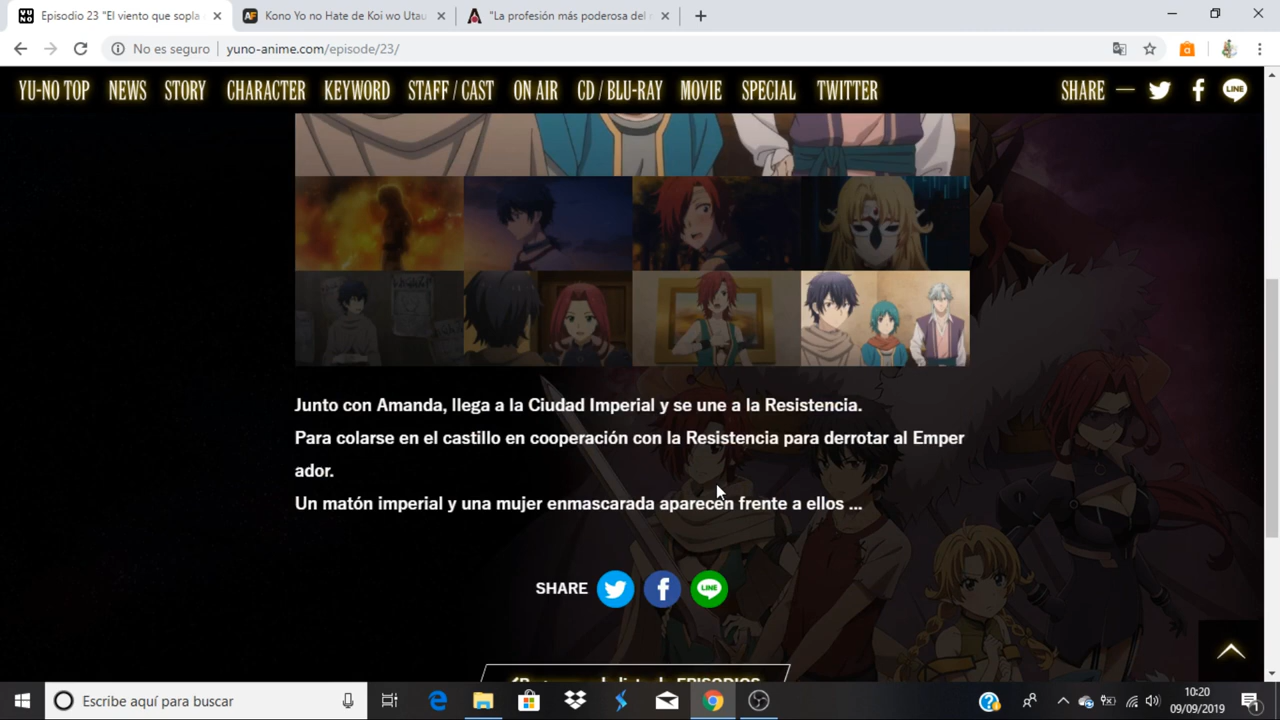 Episodio 23 "El viento que sopla
Kono Yo no Hate de Koi wo Utau
"La profesión más poderosa del
No es seguro
yuno-anime.com/episode/23/
YU-NO TOP NEWS STORY CHARACTER KEYWORD STAFF / CAST ON AIR CD / BLU-RAY MOVIE SPECIAL TWITTER SHARE
LINE
Junto con Amanda, llega a la Ciudad Imperial y se une a la Resistencia.
Para colarse en el castillo en cooperación con la Resistencia para derrotar al Emper
ador.
Un matón imperial y una mujer enmascarada aparecen frente a ellos ...
SHARE
LINE
Escribe aquí para buscar
10:20
09/09/2019
1